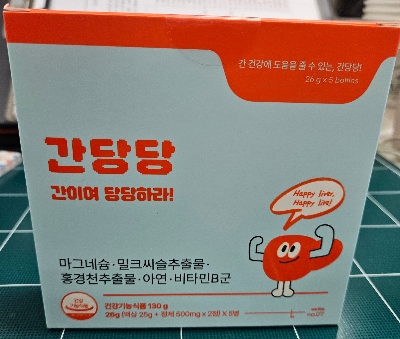 간 건강에 도움을 줄 수 있는, 간당당!
26 g x 5 bottles
간당당
간이여 당당하라!
Happy liver,
Happy life!
마그네슘·밀크씨슬추출물·
홍경천추출물·아연·비타민B군
건강기능식품 130 g
26g (액상 25g + 정제 500mg x 2정) X 5병